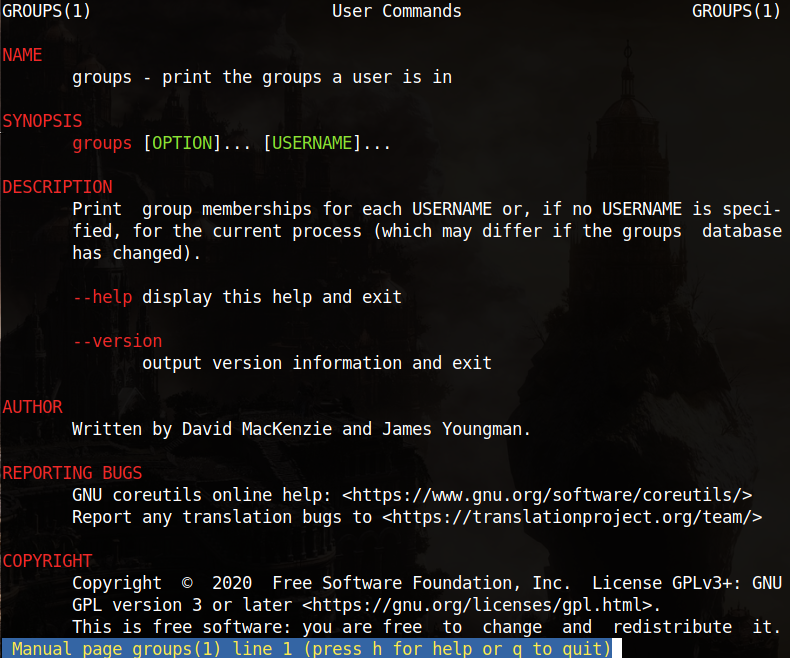 GROUPS(1) User Commands GROUPS(1)
NAME
groups - print the groups a user is in
SYNOPSIS
groups [OPTION]... [USERNAME]...
DESCRIPTION
Print group memberships for each USERNAME or, if no USERNAME is speci-
fied, for the current process (which may differ if the groups database
has changed).
--help display this help and exit
--version
output version information and exit
AUTHOR
Written by David MacKenzie and James Youngman.
REPORTING BUGS
GNU coreutils online help: <https://www.gnu.org/software/coreutils/>
Report any translation bugs to <https://translationproject.org/team/>
COPYRIGHT
Copyright © 2020 Free Software Foundation, Inc. License GPLv3+: GNU
GPL version 3 or later <https://gnu.org/licenses/gpl.html>.
This is free software: you are free to change and redistribute it.
Manual page groups(1) line 1 (press h for help or q to quit)